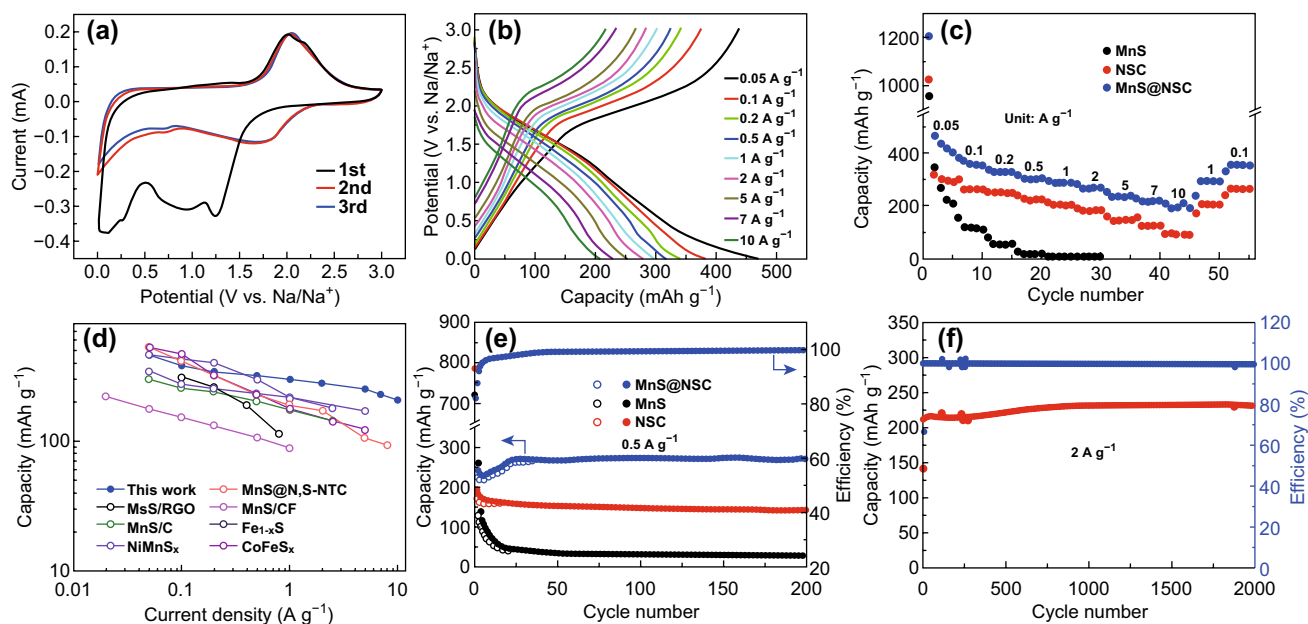 (a)
0.2
0.1
0.0
−0.1
−0.2
−0.3
−0.4
Current (mA)
1st
2nd
3rd
0.0 0.5 1.0 1.5 2.0 2.5 3.0
Potential (V vs. Na/Na+)
(b)
3.0
2.5
2.0
1.5
1.0
0.5
0.0
Potential (V vs. Na/Na+)
0.05 A g−1
0.1 A g−1
0.2 A g−1
0.5 A g−1
1 A g−1
2 A g−1
5 A g−1
7 A g−1
10 A g−1
0 100 200 300 400 500
Capacity (mAh g−1)
(c)
1200
1000
400
200
0
Capacity (mAh g−1)
MnS
NSC
MnS@NSC
Unit: A g−1
0.05 0.1 0.2 0.5 1 2 5 7 10 1 0.1
0 10 20 30 40 50
Cycle number
(d)
100
10
Capacity (mAh g−1)
This work
MsS/RGO
MnS/C
NiMnSx
MnS@N,S-NTC
MnS/CF
Fe1-xS
CoFeSx
0.01 0.1 1 10
Current density (A g−1)
(e)
900
800
700
300
200
100
0
Capacity (mAh g−1)
MnS@NSC
MnS
NSC
0.5 A g−1
100
80
60
40
20
Efficiency (%)
0 40 80 120 160 200
Cycle number
(f)
350
300
250
200
150
100
50
0
Capacity (mAh g−1)
2 A g−1
120
100
80
60
40
20
0
Efficiency (%)
0 500 1000 1500 2000
Cycle number